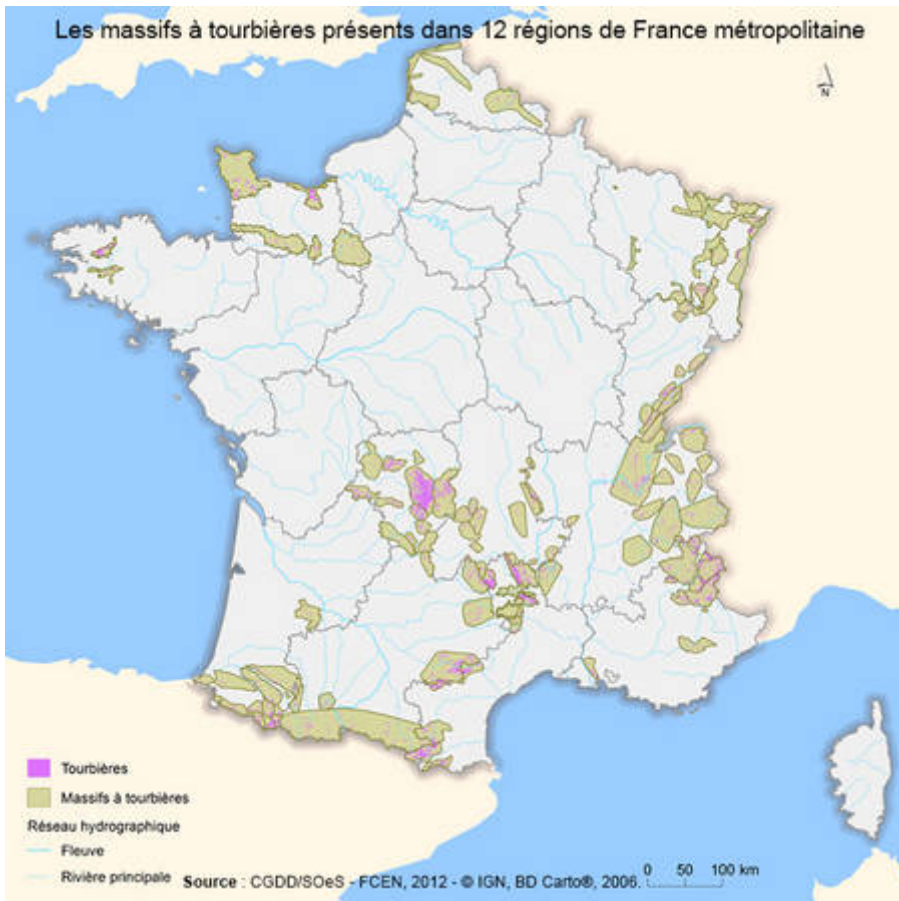 Les massifs à tourbières présents dans 12 régions de France métropolitaine
N
Tourbières
Massifs à tourbières
Réseau hydrographique
Fleuve
Rivière principale
Source : CGDD/SOeS - FCEN, 2012 - © IGN, BD Carto®, 2006.
0 50 100 km